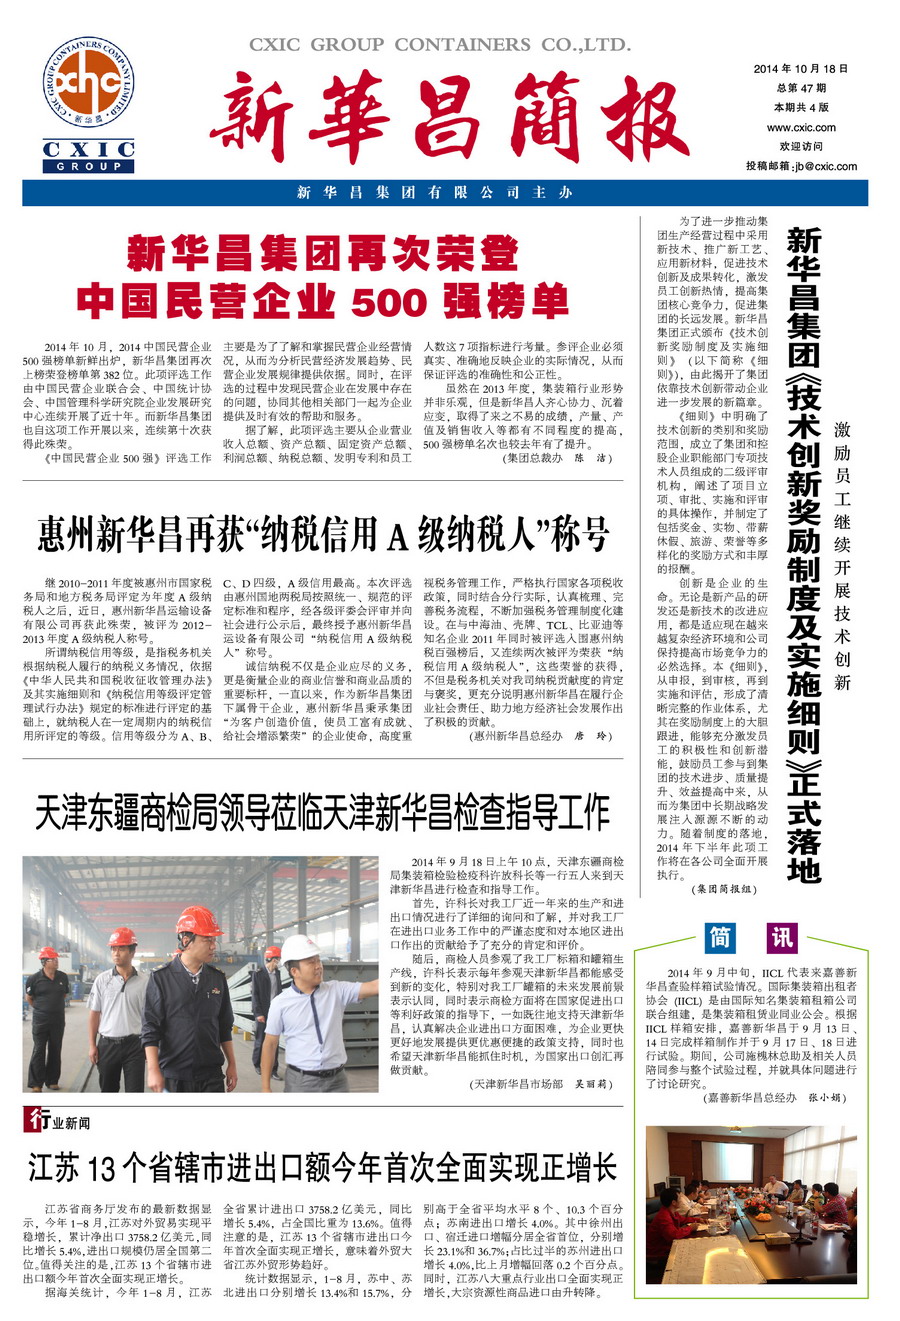 CXIC GROUP CONTAINERS CO.,LTD.
CXIC GROUP CONTAINERS COMPANY LIMITED
xhc
新华昌
CXIC
GROUP
新華昌簡报
2014 年 10 月 18 日
总第 47 期
本期共 4 版
www.cxic.com
欢迎访问
投稿邮箱:jb@cxic.com
新华昌集团有限公司主办
新华昌集团再次荣登
中国民营企业 500 强榜单
2014 年 10 月，2014 中国民营企业
500 强榜单新鲜出炉，新华昌集团再次
上榜荣登榜单第 382 位。此项评选工作
由中国民营企业联合会、中国统计协
会、中国管理科学研究院企业发展研究
中心连续开展了近十年。而新华昌集团
也自这项工作开展以来，连续第十次获
得此殊荣。
《中国民营企业 500 强》评选工作
主要是为了了解和掌握民营企业经营情
况，从而为分析民营经济发展趋势、民
营企业发展规律提供依据。同时，在评
选的过程中发现民营企业在发展中存在
的问题，协同其他相关部门一起为企业
提供及时有效的帮助和服务。
据了解，此项评选主要从企业营业
收入总额、资产总额、固定资产总额、
利润总额、纳税总额、发明专利和员工
人数这 7 项指标进行考量。参评企业必须
真实、准确地反映企业的实际情况，从而
保证评选的准确性和公正性。
虽然在 2013 年度，集装箱行业形势
并非乐观，但是新华昌人齐心协力、沉着
应变，取得了来之不易的成绩，产量、产
值及销售收入等都有不同程度的提高，
500 强榜单名次也较去年有了提升。
(集团总裁办 陈 洁)
惠州新华昌再获“纳税信用 A 级纳税人”称号
继 2010-2011 年度被惠州市国家税
务局和地方税务局评定为年度 A 级纳
税人之后，近日，惠州新华昌运输设备
有限公司再获此殊荣，被评为 2012-
2013 年度 A 级纳税人称号。
所谓纳税信用等级，是指税务机关
根据纳税人履行的纳税义务情况，依据
《中华人民共和国税收征收管理办法》
及其实施细则和《纳税信用等级评定管
理试行办法》规定的标准进行评定的基
础上，就纳税人在一定周期内的纳税信
用所评定的等级。信用等级分为 A、B、
C、D 四级，A 级信用最高。本次评选
由惠州国地两税局按照统一、规范的评
定标准和程序，经各级评委会评审并向
社会进行公示后，最终授予惠州新华昌
运设备有限公司“纳税信用 A 级纳税
人”称号。
诚信纳税不仅是企业应尽的义务，
更是衡量企业的商业信誉和商业品质的
重要标杆，一直以来，作为新华昌集团
下属骨干企业，惠州新华昌秉承集团
“为客户创造价值，使员工富有成就、
给社会增添繁荣”的企业使命，高度重
视税务管理工作，严格执行国家各项税收
政策，同时结合分行实际，认真梳理、完
善税务流程，不断加强税务管理制度化建
设。在与中海油、壳牌、TCL、比亚迪等
知名企业 2011 年同时被评选入围惠州纳
税百强榜后，又连续两次被评为荣获“纳
税信用 A 级纳税人”，这些荣誉的获得，
不但是税务机关对我司纳税贡献度的肯定
与褒奖，更充分说明惠州新华昌在履行企
业社会责任、助力地方经济社会发展作出
了积极的贡献。
(惠州新华昌总经办 唐 玲)
天津东疆商检局领导莅临天津新华昌检查指导工作
2014 年 9 月 18 日上午 10 点，天津东疆商检
局集装箱检验检疫科许放科长等一行五人来到天
津新华昌进行检查和指导工作。
首先，许科长对我工厂近一年来的生产和进
出口情况进行了详细的询问和了解，并对我工厂
在进出口业务工作中的严谨态度和对本地区进出
口作出的贡献给予了充分的肯定和评价。
随后，商检人员参观了我工厂标箱和罐箱生
产线，许科长表示每年参观天津新华昌都能感受
到新的变化，特别对我工厂罐箱的未来发展前景
表示认同，同时表示商检方面将在国家促进出口
等利好政策的指导下，一如既往地支持天津新华
昌，认真解决企业进出口方面困难，为企业更快
更好地发展提供更优惠便捷的政策支持，同时也
希望天津新华昌能抓住时机，为国家出口创汇再
做贡献。
(天津新华昌市场部 吴丽莉)
行业新闻
江苏 13 个省辖市进出口额今年首次全面实现正增长
江苏省商务厅发布的最新数据显
示，今年 1-8 月,江苏对外贸易实现平
稳增长，累计净出口 3758.2 亿美元,同
比增长 5.4%,进出口规模仍居全国第二
位。值得关注的是,江苏 13 个省辖市进
出口额今年首次全面实现正增长。
据海关统计，今年 1-8 月，江苏
全省累计进出口 3758.2 亿美元，同比
增长 5.4%，占全国比重为 13.6%。值得
注意的是，江苏 13 个省辖市进出口今
年首次全面实现正增长，意味着外贸大
省江苏外贸形势趋好。
统计数据显示，1-8 月，苏中、苏
北进出口分别增长 13.4%和 15.7%，分
别高于全省平均水平 8 个、10.3 个百分
点；苏南进出口增长 4.0%。其中徐州出
口、宿迁进口增幅分居全省首位，分别增
长 23.1%和 36.7%;占比过半的苏州进出口
增长 4.0%,比上月增幅回落 0.2 个百分点。
同时，江苏八大重点行业出口全面实现正
增长,大宗资源性商品进口由升转降。
新华昌集团《技术创新奖励制度及实施细则》正式落地
激励员工继续开展技术创新
为了进一步推动集
团生产经营过程中采用
新技术、推广新工艺、
应用新材料，促进技术
创新及成果转化，激发
员工创新热情，提高集
团核心竞争力，促进集
团的长远发展。新华昌
集团正式颁布《技术创
新奖励制度及实施细
则》（以下简称《细
则》），由此揭开了集团
依靠技术创新带动企业
进一步发展的新篇章。
《细则》中明确了
技术创新的类别和奖励
范围，成立了集团和控
股企业职能部门专项技
术人员组成的二级评审
机构，阐述了项目立
项、审批、实施和评审
的具体操作，并制定了
包括奖金、实物、带薪
休假、旅游、荣誉等多
样化的奖励方式和丰厚
的报酬。
创新是企业的生
命。无论是新产品的研
发还是新技术的改进应
用，都是适应现在越来
越复杂经济环境和公司
保持提高市场竞争力的
必然选择。本《细则》，
从申报，到审核，再到
实施和评估，形成了清
晰完整的作业体系，尤
其在奖励制度上的大胆
跟进，能够充分激发员
工的积极性和创新潜
能，鼓励员工参与到集
团的技术进步、质量提
升、效益提高中来，从
而为集团中长期战略发
展注入源源不断的动
力。随着制度的落地，
2014 年下半年此项工
作将在各公司全面开展
执行。
(集团简报组)
简 讯
2014 年 9 月中旬，IICL 代表来嘉善新
华昌查验样箱试验情况。国际集装箱出租者
协会 (IICL) 是由国际知名集装箱租箱公司
联合组建，是集装箱租赁业同业公会。根据
IICL 样箱安排，嘉善新华昌于 9 月 13 日、
14 日完成样箱制作并于 9 月 17 日、18 日进
行试验。期间，公司施槐林总助及相关人员
陪同参与整个试验过程，并就具体问题进行
了讨论研究。
(嘉善新华昌总经办 张小娟)